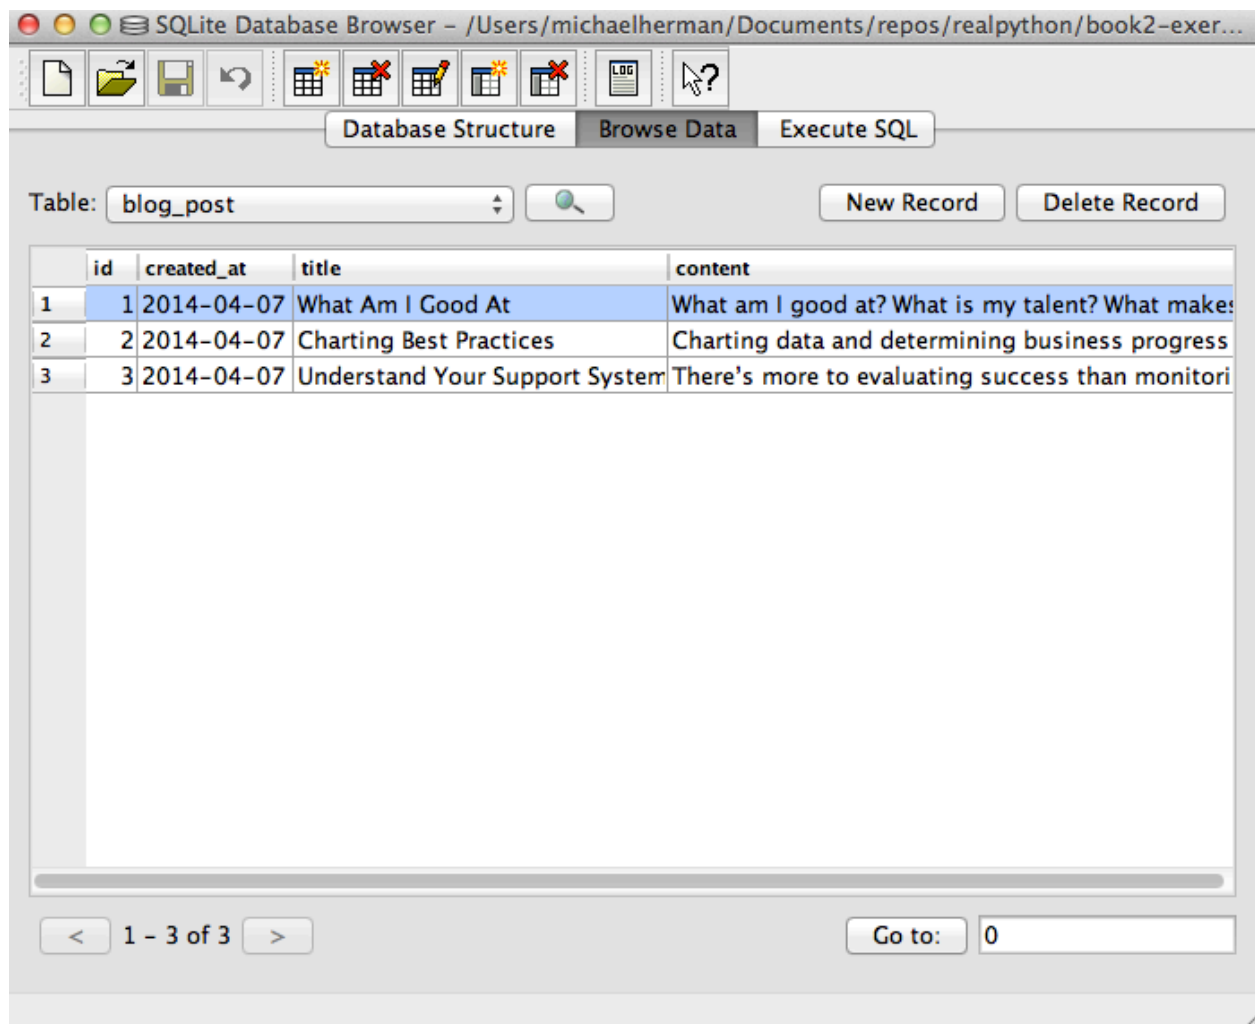 SQLite Database Browser – /Users/michaelherman/Documents/repos/realpython/book2-exer...
LOG
?
Database Structure Browse Data Execute SQL
Table: blog_post New Record Delete Record
id created_at title content
1 1 2014-04-07 What Am I Good At What am I good at? What is my talent? What makes
2 2 2014-04-07 Charting Best Practices Charting data and determining business progress
3 3 2014-04-07 Understand Your Support System There's more to evaluating success than monitori
< 1 – 3 of 3 > Go to: 0